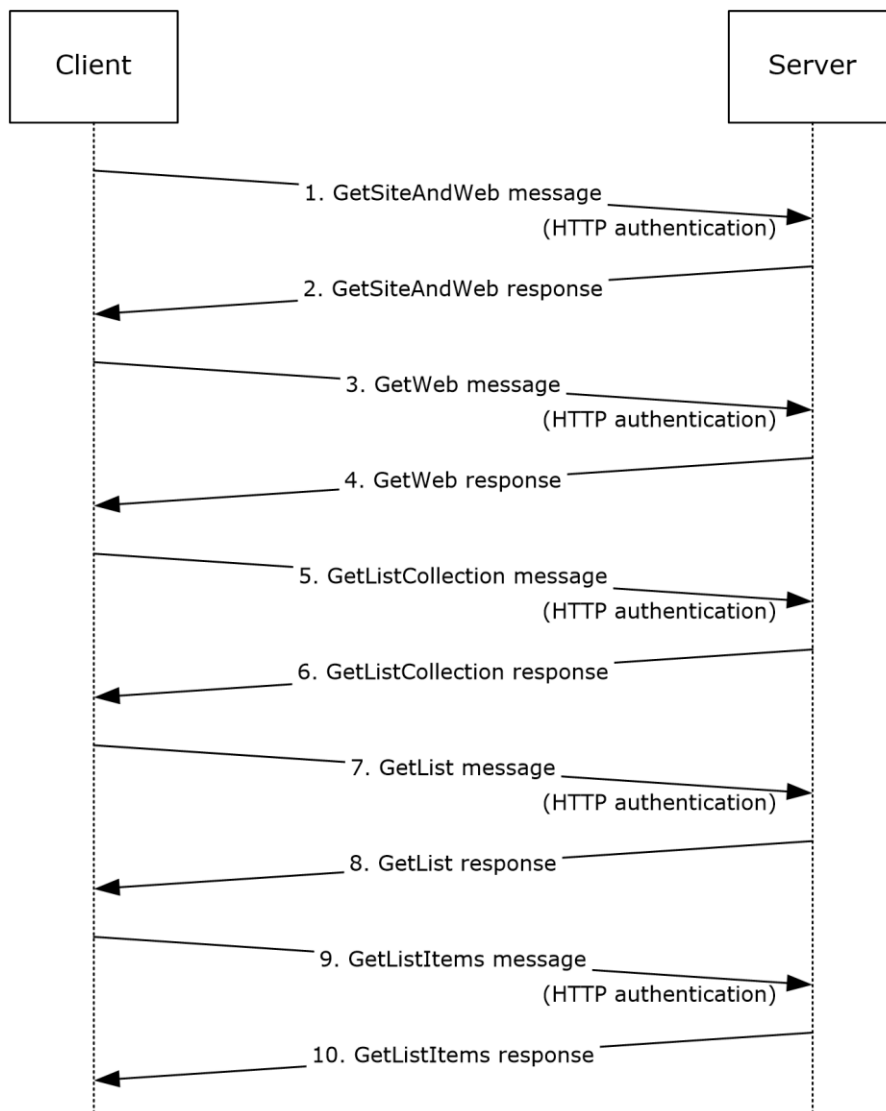 Client
Server
1. GetSiteAndWeb message
(HTTP authentication)
2. GetSiteAndWeb response
3. GetWeb message
(HTTP authentication)
4. GetWeb response
5. GetListCollection message
(HTTP authentication)
6. GetListCollection response
7. GetList message
(HTTP authentication)
8. GetList response
9. GetListItems message
(HTTP authentication)
10. GetListItems response